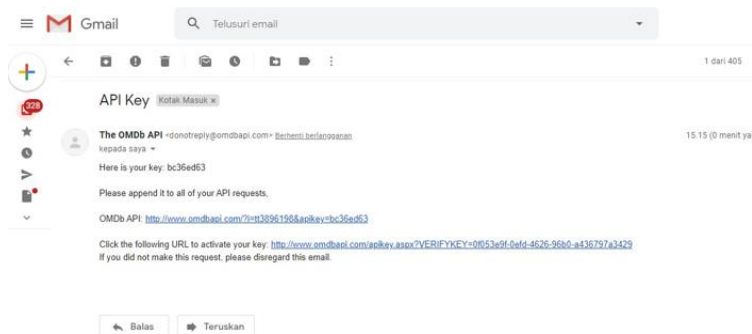 Gmail
Telusuri email
1 dari 405
API Key Kotak Masuk x
328
The OMDb API <donotreply@omdbapi.com> Berhenti berlangganan
15.15 (0 menit ya
kepada saya
Here is your key: bc36ed63
Please append it to all of your API requests,
OMDb API: http://www.omdbapi.com/?i=tt3896198&apikey=bc36ed63
Click the following URL to activate your key: http://www.omdbapi.com/apikey.aspx?VERIFYKEY=0f053e9f-0efd-4626-96b0-a436797a3429
If you did not make this request, please disregard this email.
Balas
Teruskan